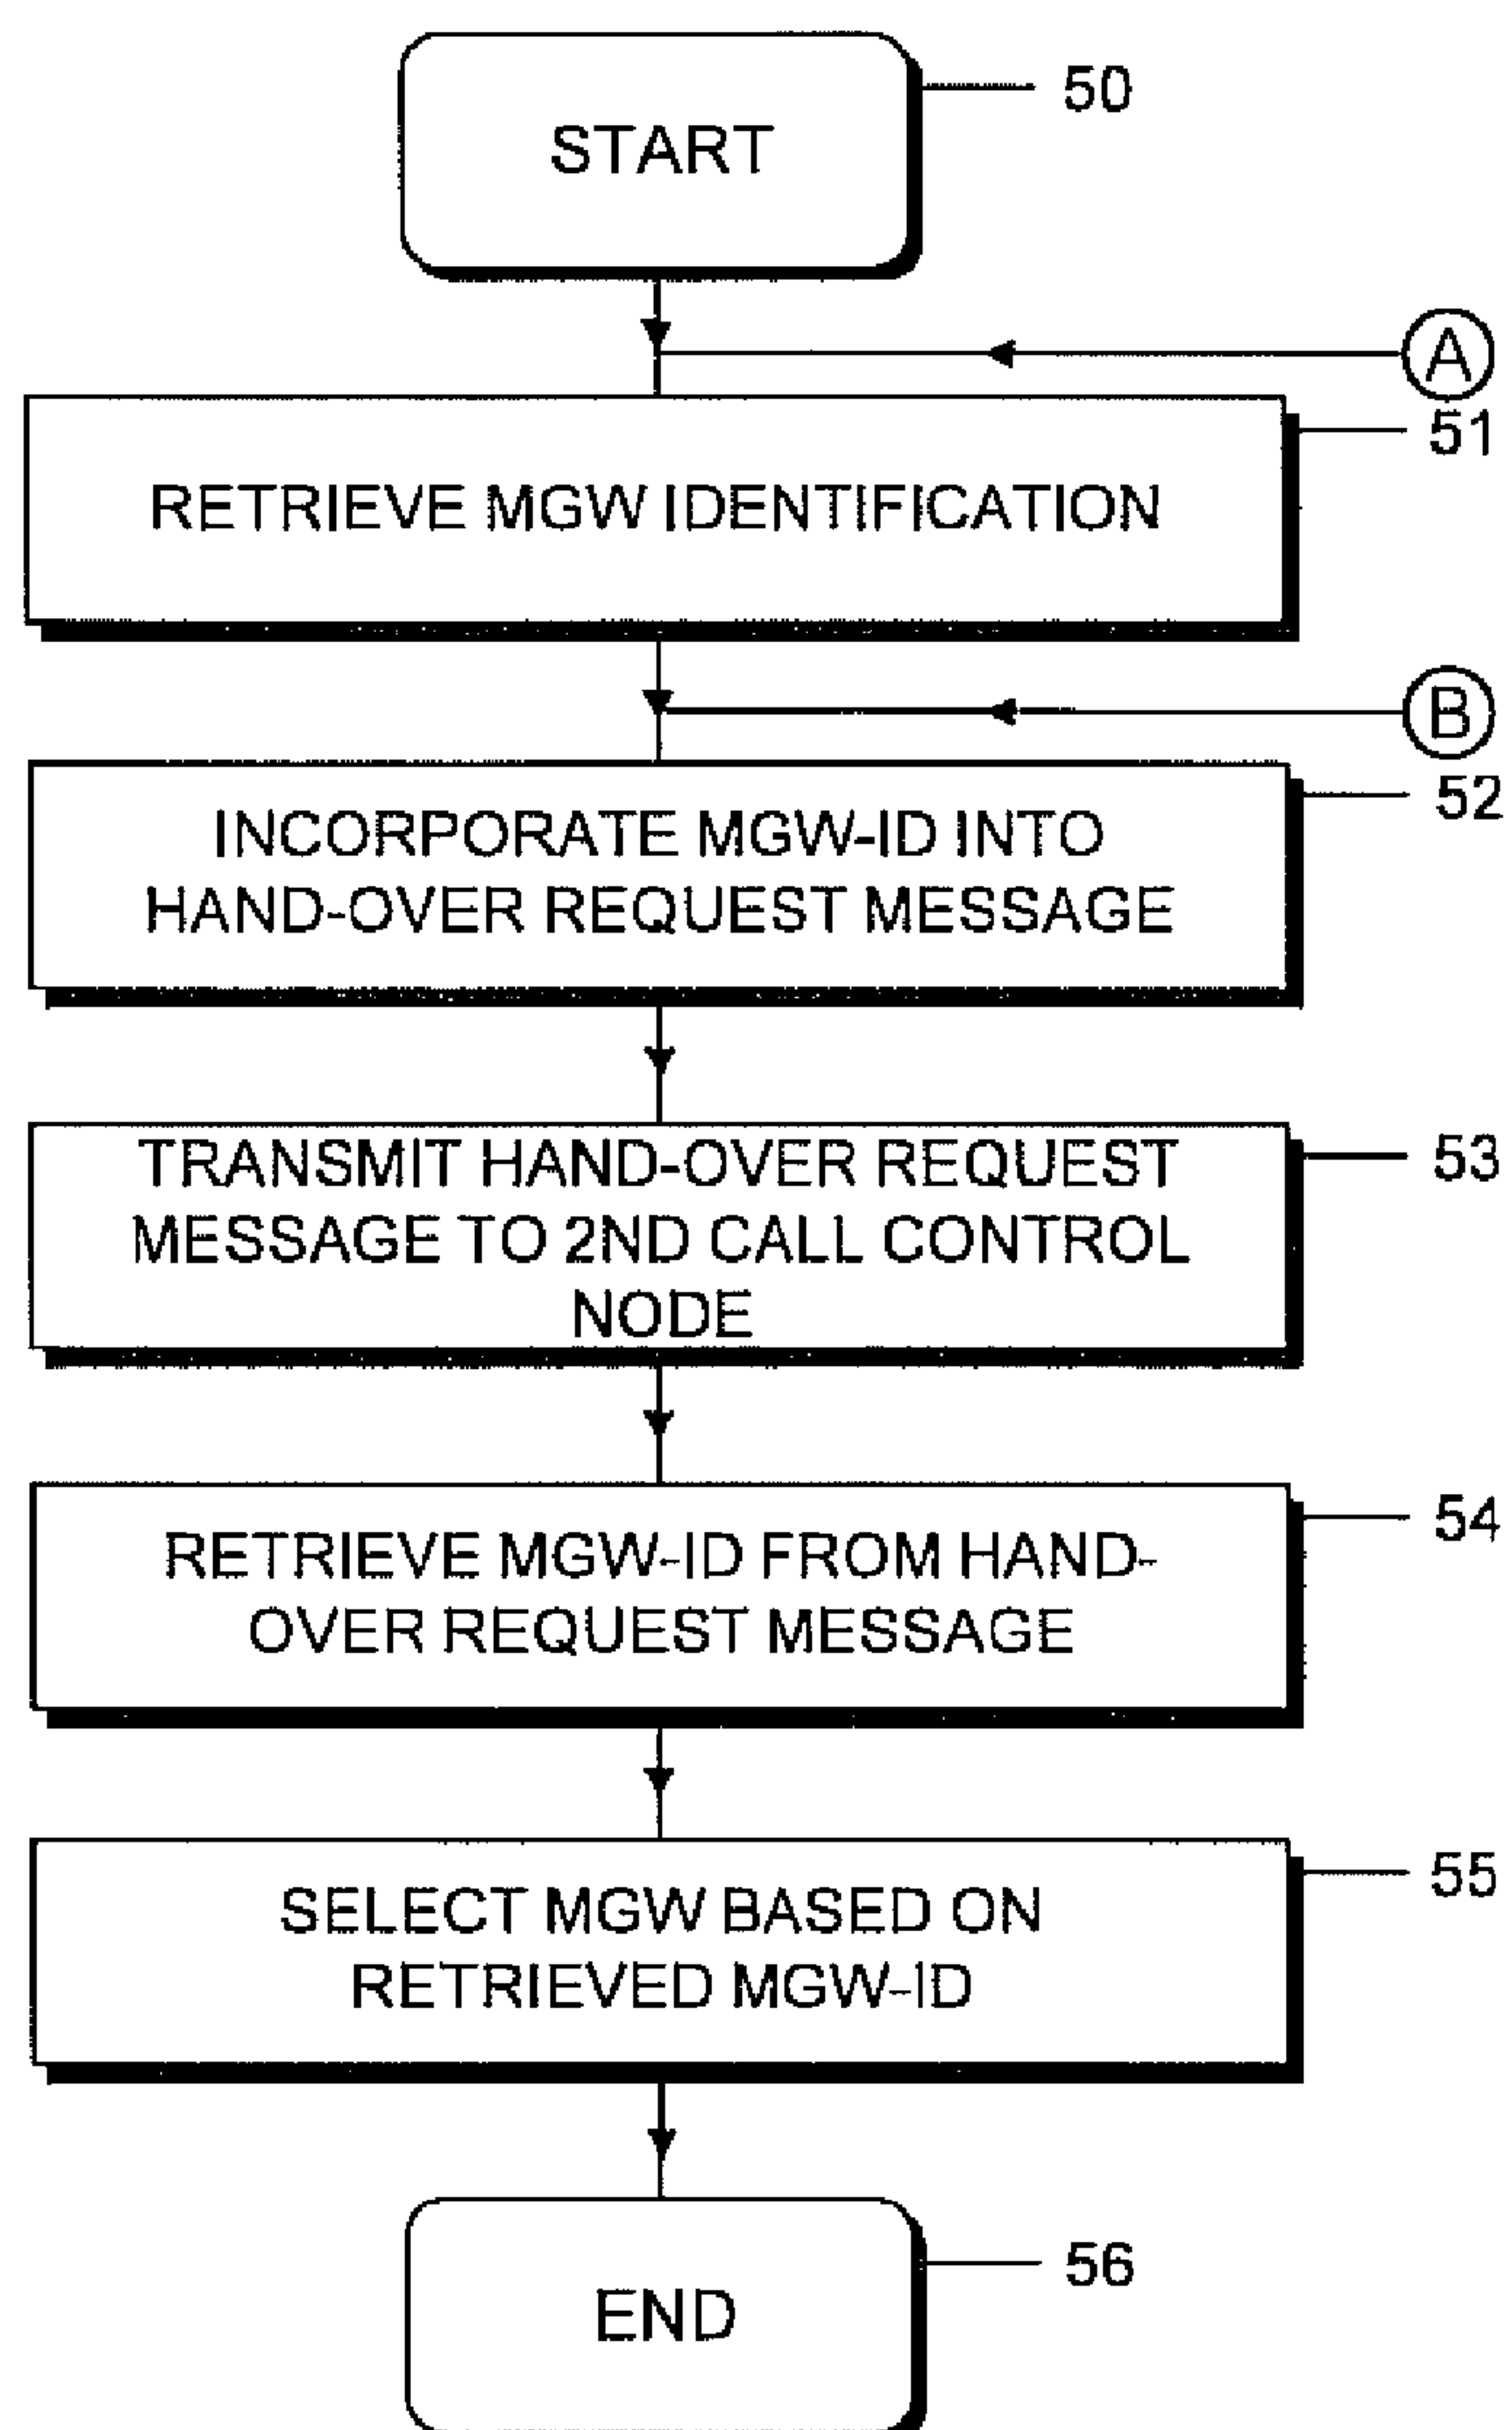 START
50
A
51
RETRIEVE MGW IDENTIFICATION
B
52
INCORPORATE MGW-ID INTO
HAND-OVER REQUEST MESSAGE
53
TRANSMIT HAND-OVER REQUEST
MESSAGE TO 2ND CALL CONTROL
NODE
54
RETRIEVE MGW-ID FROM HAND-
OVER REQUEST MESSAGE
55
SELECT MGW BASED ON
RETRIEVED MGW-ID
56
END